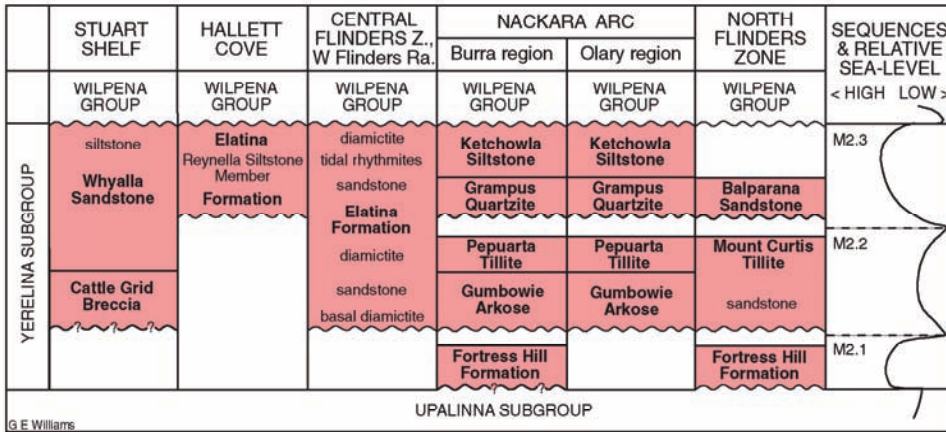 STUART
SHELF
HALLETT
COVE
CENTRAL
FLINDERS Z.,
W Flinders Ra.
NACKARA ARC
Burra region
Olary region
NORTH
FLINDERS
ZONE
SEQUENCES
& RELATIVE
SEA-LEVEL
< HIGH LOW >
WILPENA
GROUP
WILPENA
GROUP
WILPENA
GROUP
WILPENA
GROUP
WILPENA
GROUP
WILPENA
GROUP
YERELINA SUBGROUP
siltstone
Whyalla
Sandstone
Cattle Grid
Breccia
? ? ?
Elatina
Reynella Siltstone
Member
Formation
diamictite
tidal rhythmites
sandstone
Elatina
Formation
diamictite
sandstone
basal diamictite
Ketchowla
Siltstone
Grampus
Quartzite
Pepuarta
Tillite
Gumbowie
Arkose
Fortress Hill
Formation
? ?
Ketchowla
Siltstone
Grampus
Quartzite
Pepuarta
Tillite
Gumbowie
Arkose
Balparana
Sandstone
Mount Curtis
Tillite
sandstone
Fortress Hill
Formation
M2.3
M2.2
M2.1
UPALINNA SUBGROUP
G E Williams